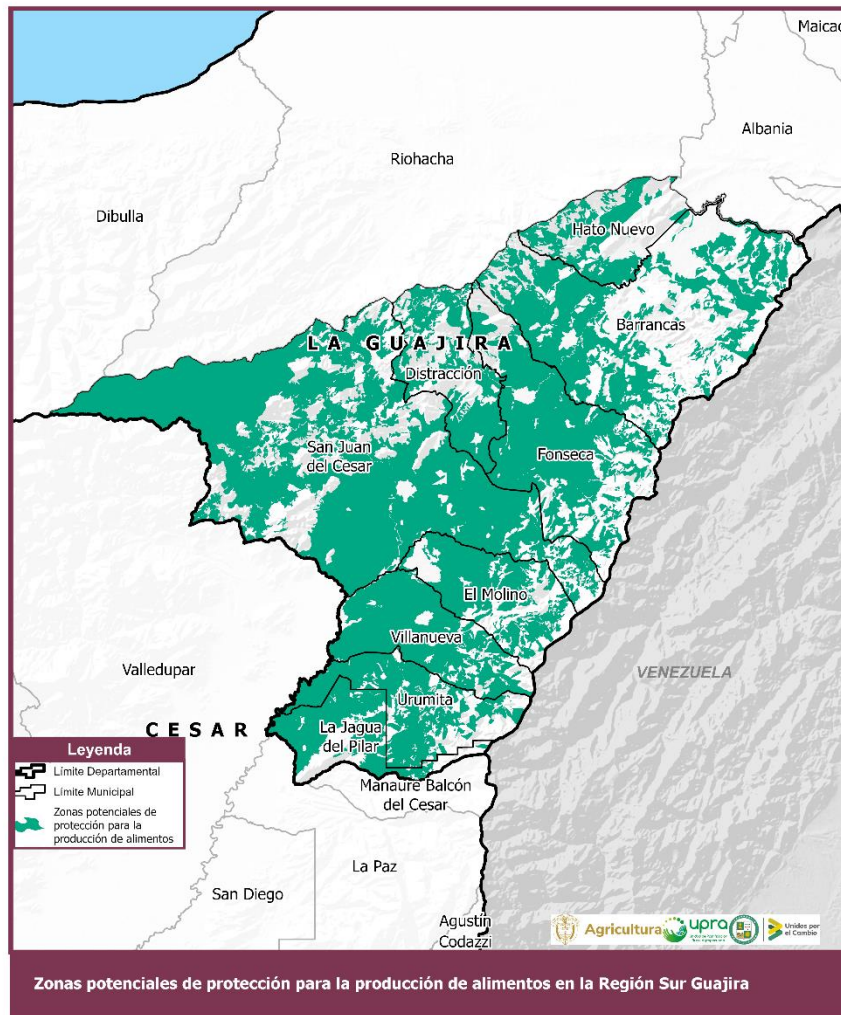 Maicao
Albania
Riohacha
Dibulla
Hato Nuevo
Barrancas
LA GUAJIRA
Distracción
San Juan
del Cesar
Fonseca
El Molino
Villanueva
Valledupar
VENEZUELA
Urumita
CESAR
La Jagua
del Pilar
Leyenda
Límite Departamental
Límite Municipal
Zonas potenciales de
protección para la
producción de alimentos
Manaure Balcón
del Cesar
La Paz
San Diego
Agustín
Codazzi
Agricultura
upra
Unidos por
el Cambio
Zonas potenciales de protección para la producción de alimentos en la Región Sur Guajira